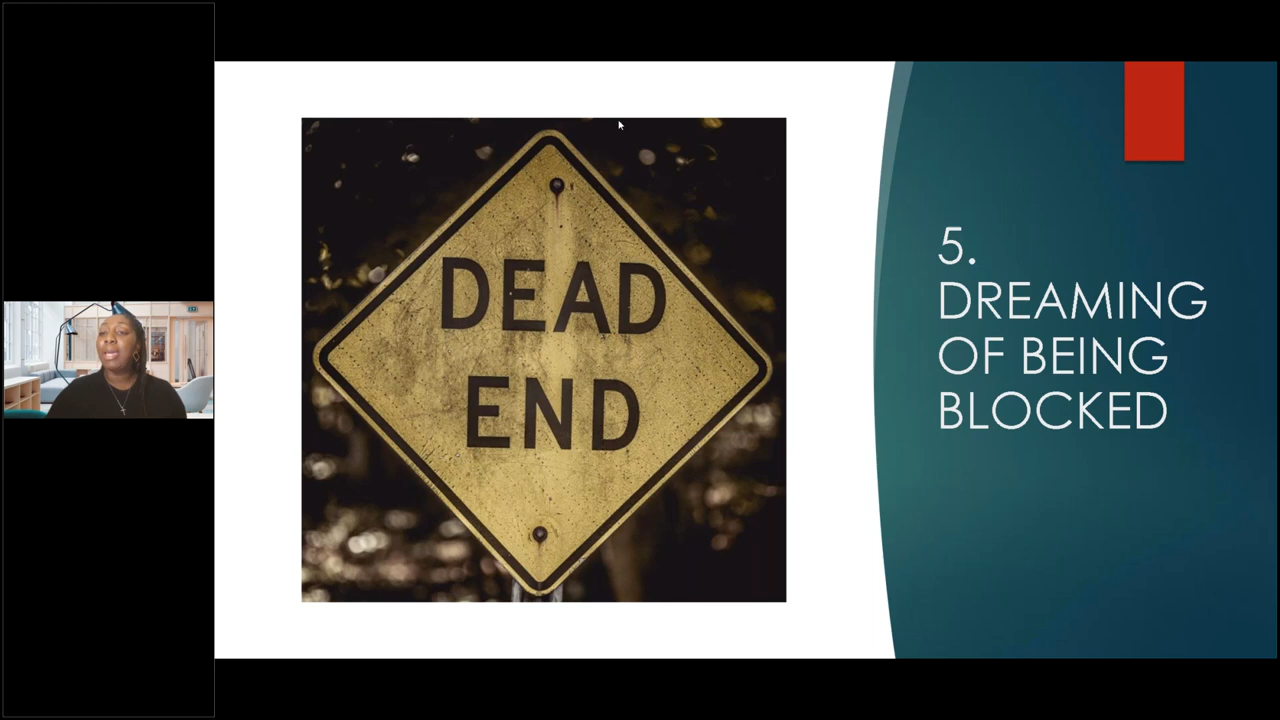 DEAD
END
5.
DREAMING
OF BEING
BLOCKED